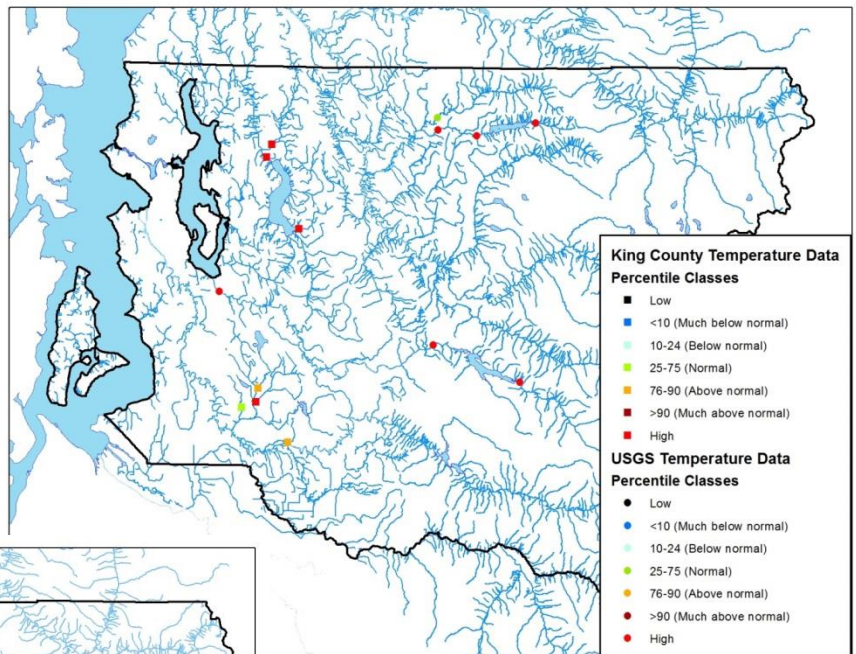 King County Temperature Data
Percentile Classes
Low
<10 (Much below normal)
10-24 (Below normal)
25-75 (Normal)
76-90 (Above normal)
>90 (Much above normal)
High
USGS Temperature Data
Percentile Classes
Low
<10 (Much below normal)
10-24 (Below normal)
25-75 (Normal)
76-90 (Above normal)
>90 (Much above normal)
High